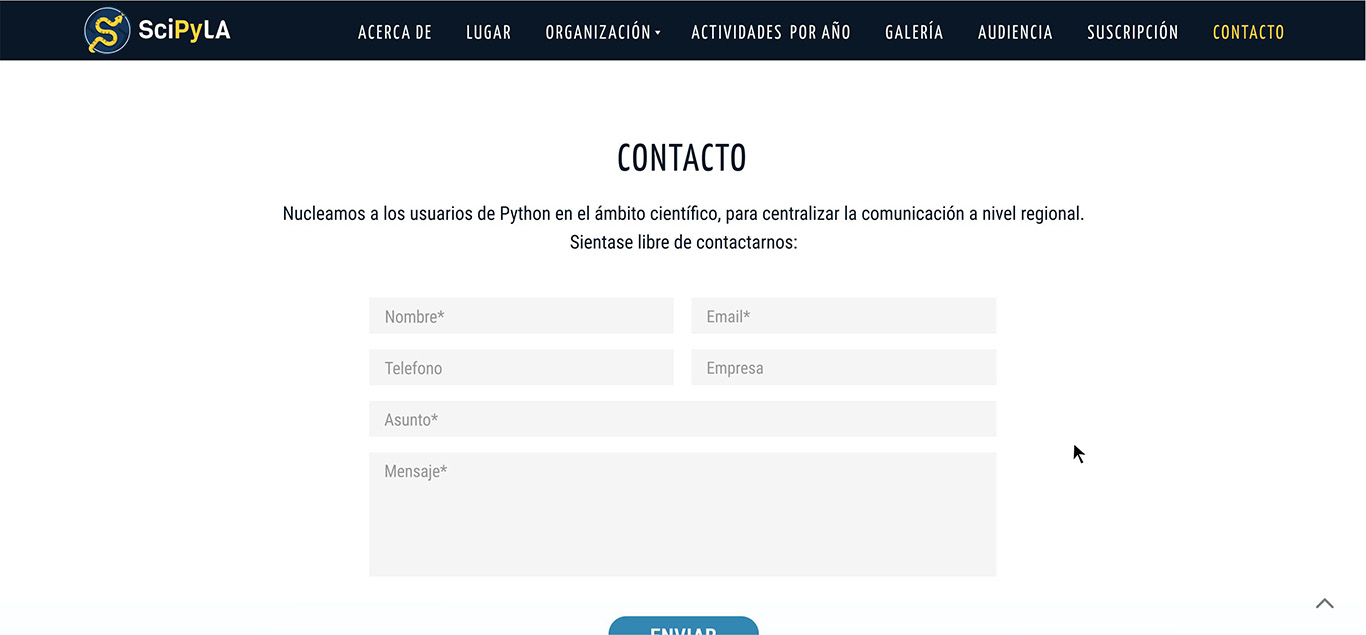 SciPyLA
ACERCA DE LUGAR ORGANIZACIÓN ACTIVIDADES POR AÑO GALERÍA AUDIENCIA SUSCRIPCIÓN CONTACTO
CONTACTO
Nucleamos a los usuarios de Python en el ámbito científico, para centralizar la comunicación a nivel regional.
Sientase libre de contactarnos:
Nombre* Email*
Telefono Empresa
Asunto*
Mensaje*
ENVIAR